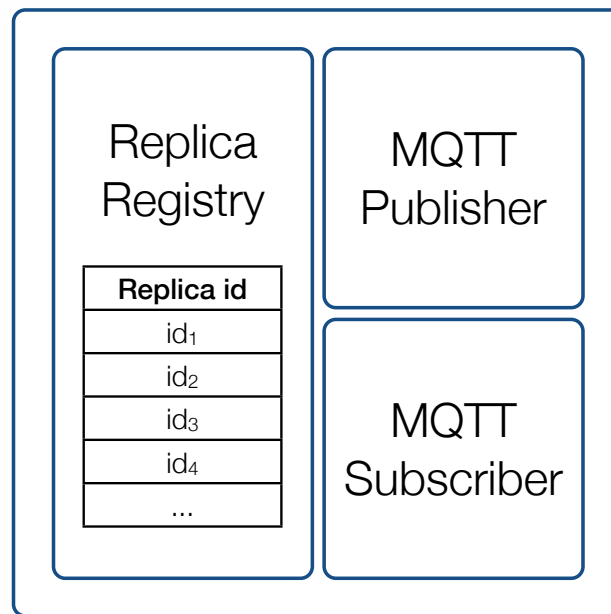 Replica
Registry
Replica id
id₁
id₂
id₃
id₄
...
MQTT
Publisher
MQTT
Subscriber